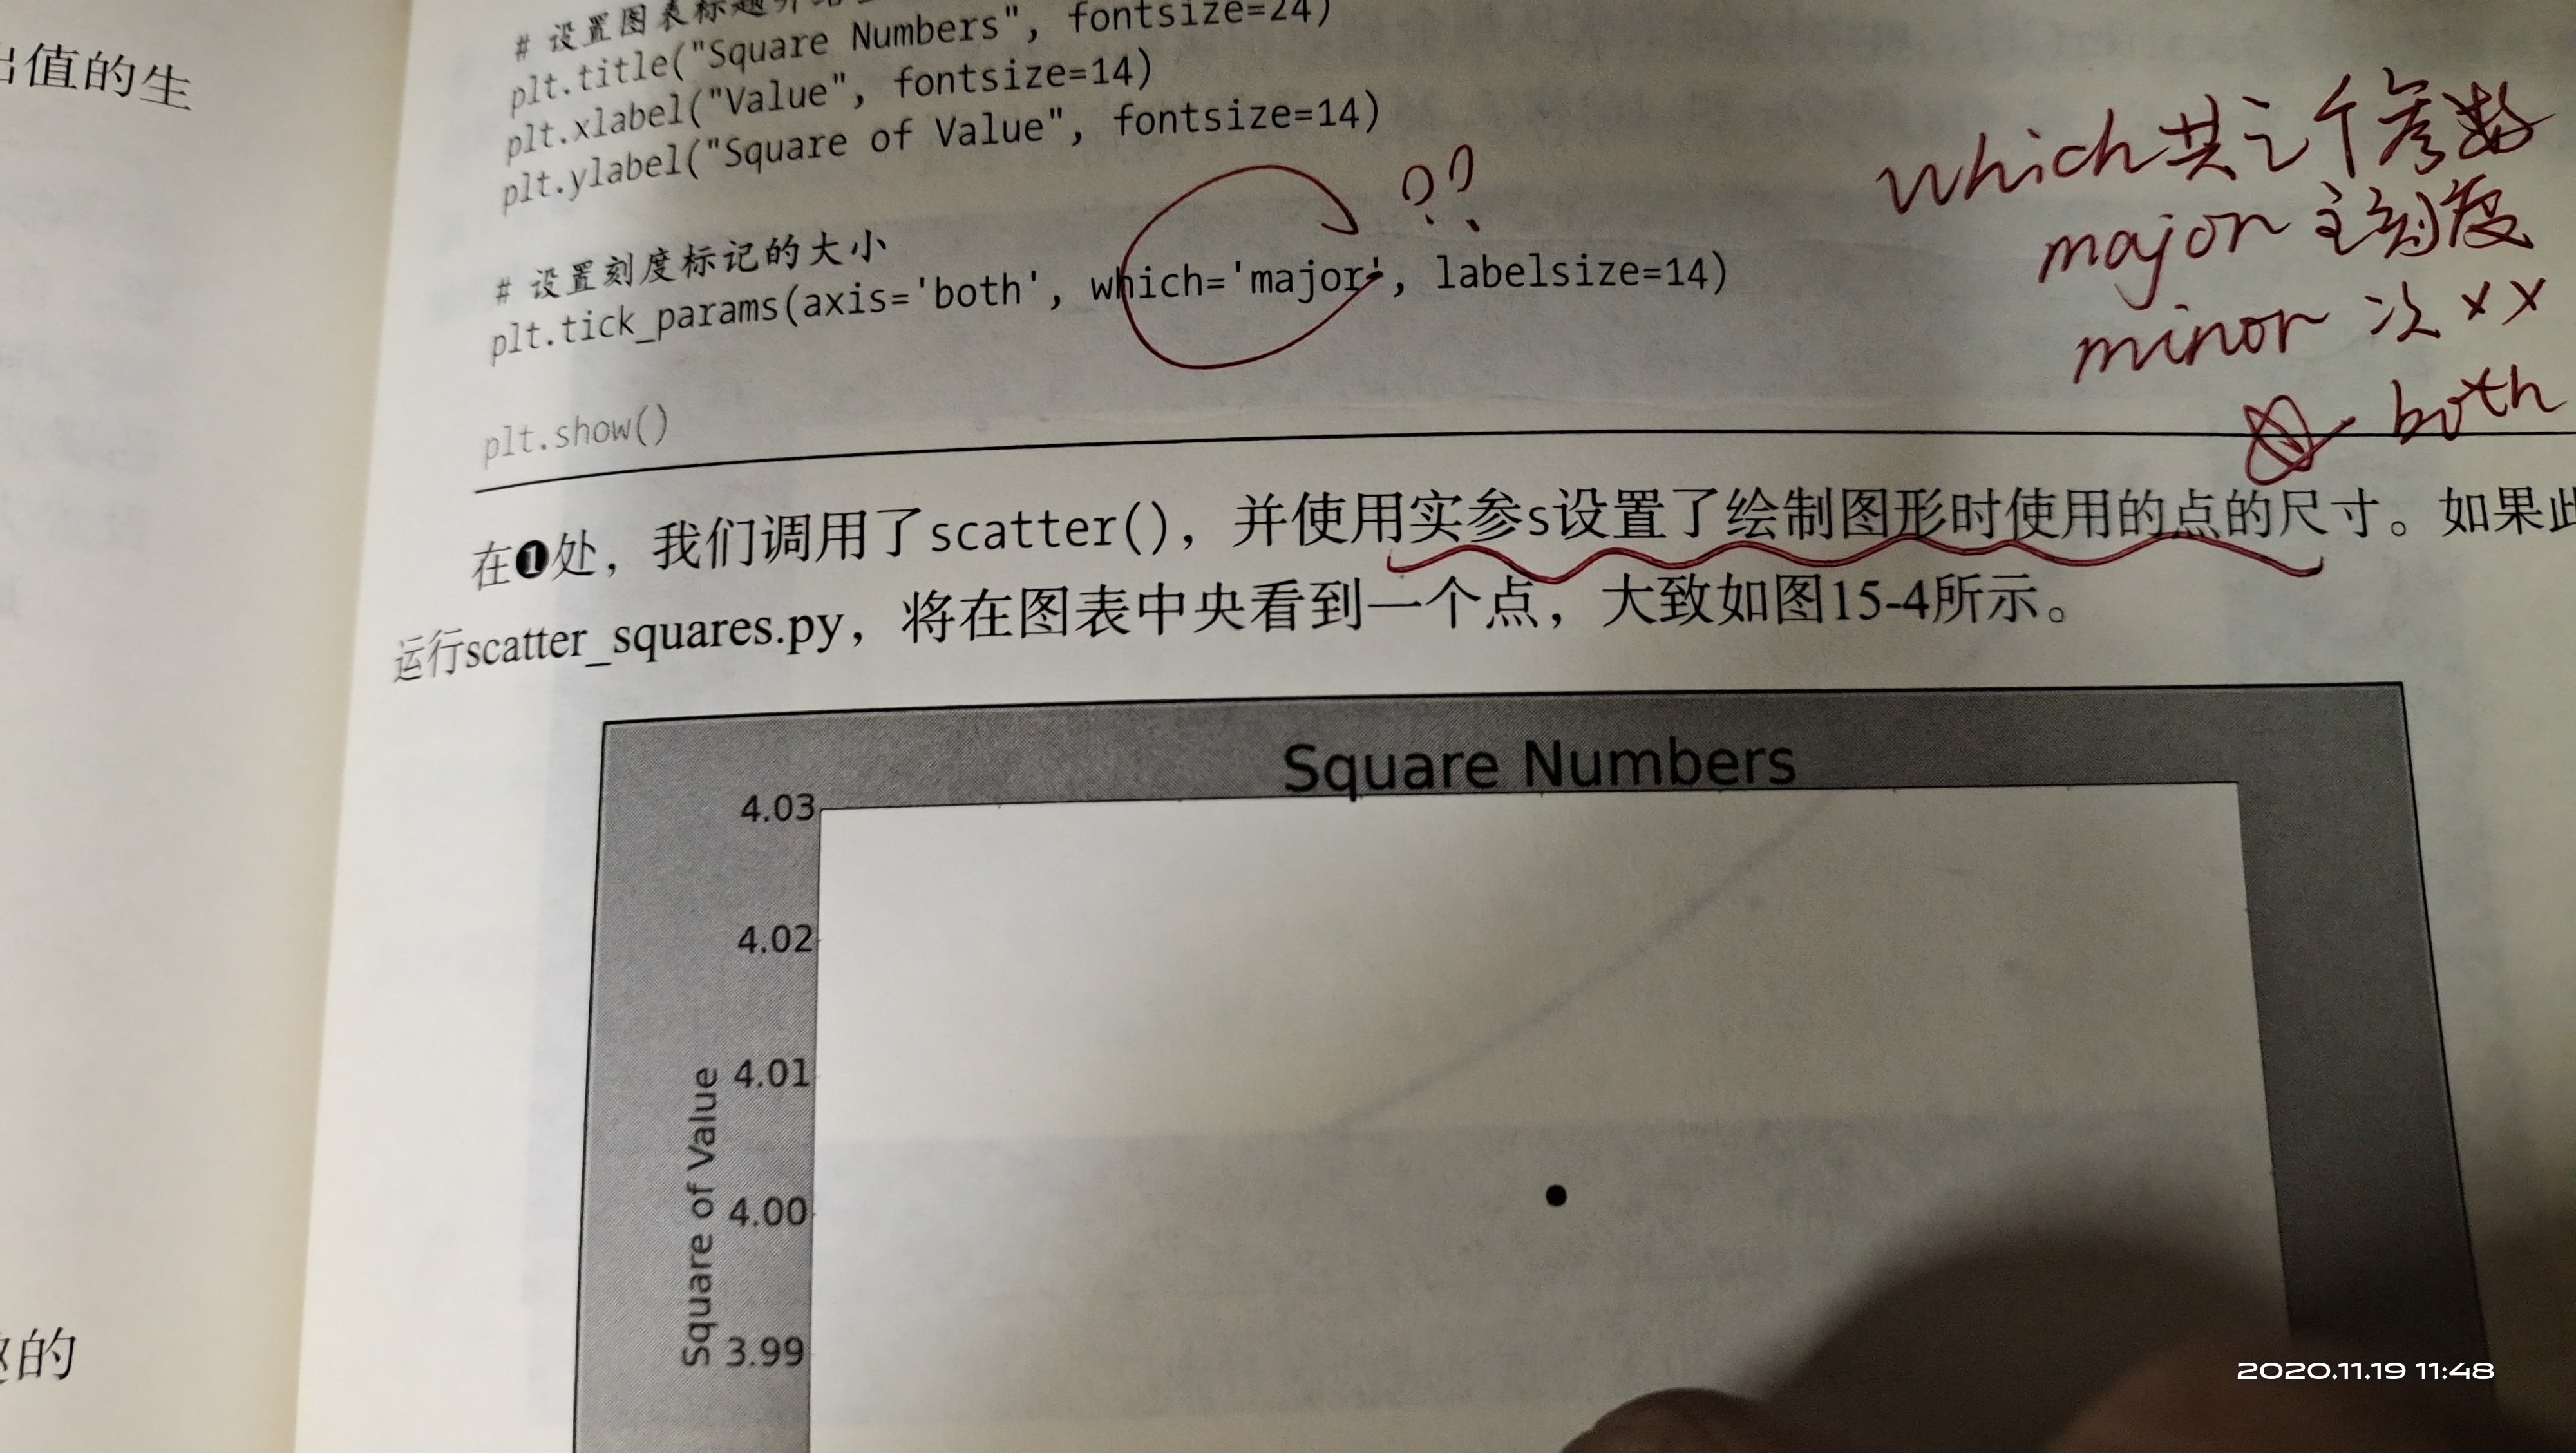 出值的生
# 设置图表标题并给
plt.title("Square Numbers", fontsize=24)
plt.xlabel("Value", fontsize=14)
plt.ylabel("Square of Value", fontsize=14)
# 设置刻度标记的大小
plt.tick_params(axis='both', which='major', labelsize=14)
plt.show()
??
which共三个参数
major 主刻度
minor 次××
both
在❶处，我们调用了scatter()，并使用实参s设置了绘制图形时使用的点的尺寸。如果此
运行scatter_squares.py，将在图表中央看到一个点，大致如图15-4所示。
Square Numbers
4.03
4.02
4.01
4.00
3.99
Square of Value
的
2020.11.19 11:48